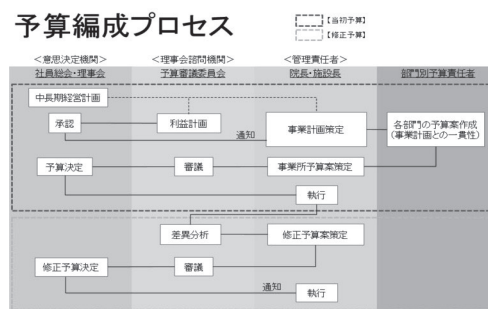 予算編成プロセス
【当初予算】
【修正予算】
＜意思決定機関＞
＜理事会諮問機関＞
＜管理責任者＞
社員総会・理事会
予算審議委員会
院長・施設長
部門別予算責任者
中長期経営計画
承認
利益計画
通知
事業計画策定
各部門の予算案作成
(事業計画との一貫性)
予算決定
審議
事業所予算案策定
執行
差異分析
修正予算案策定
修正予算決定
審議
通知
執行